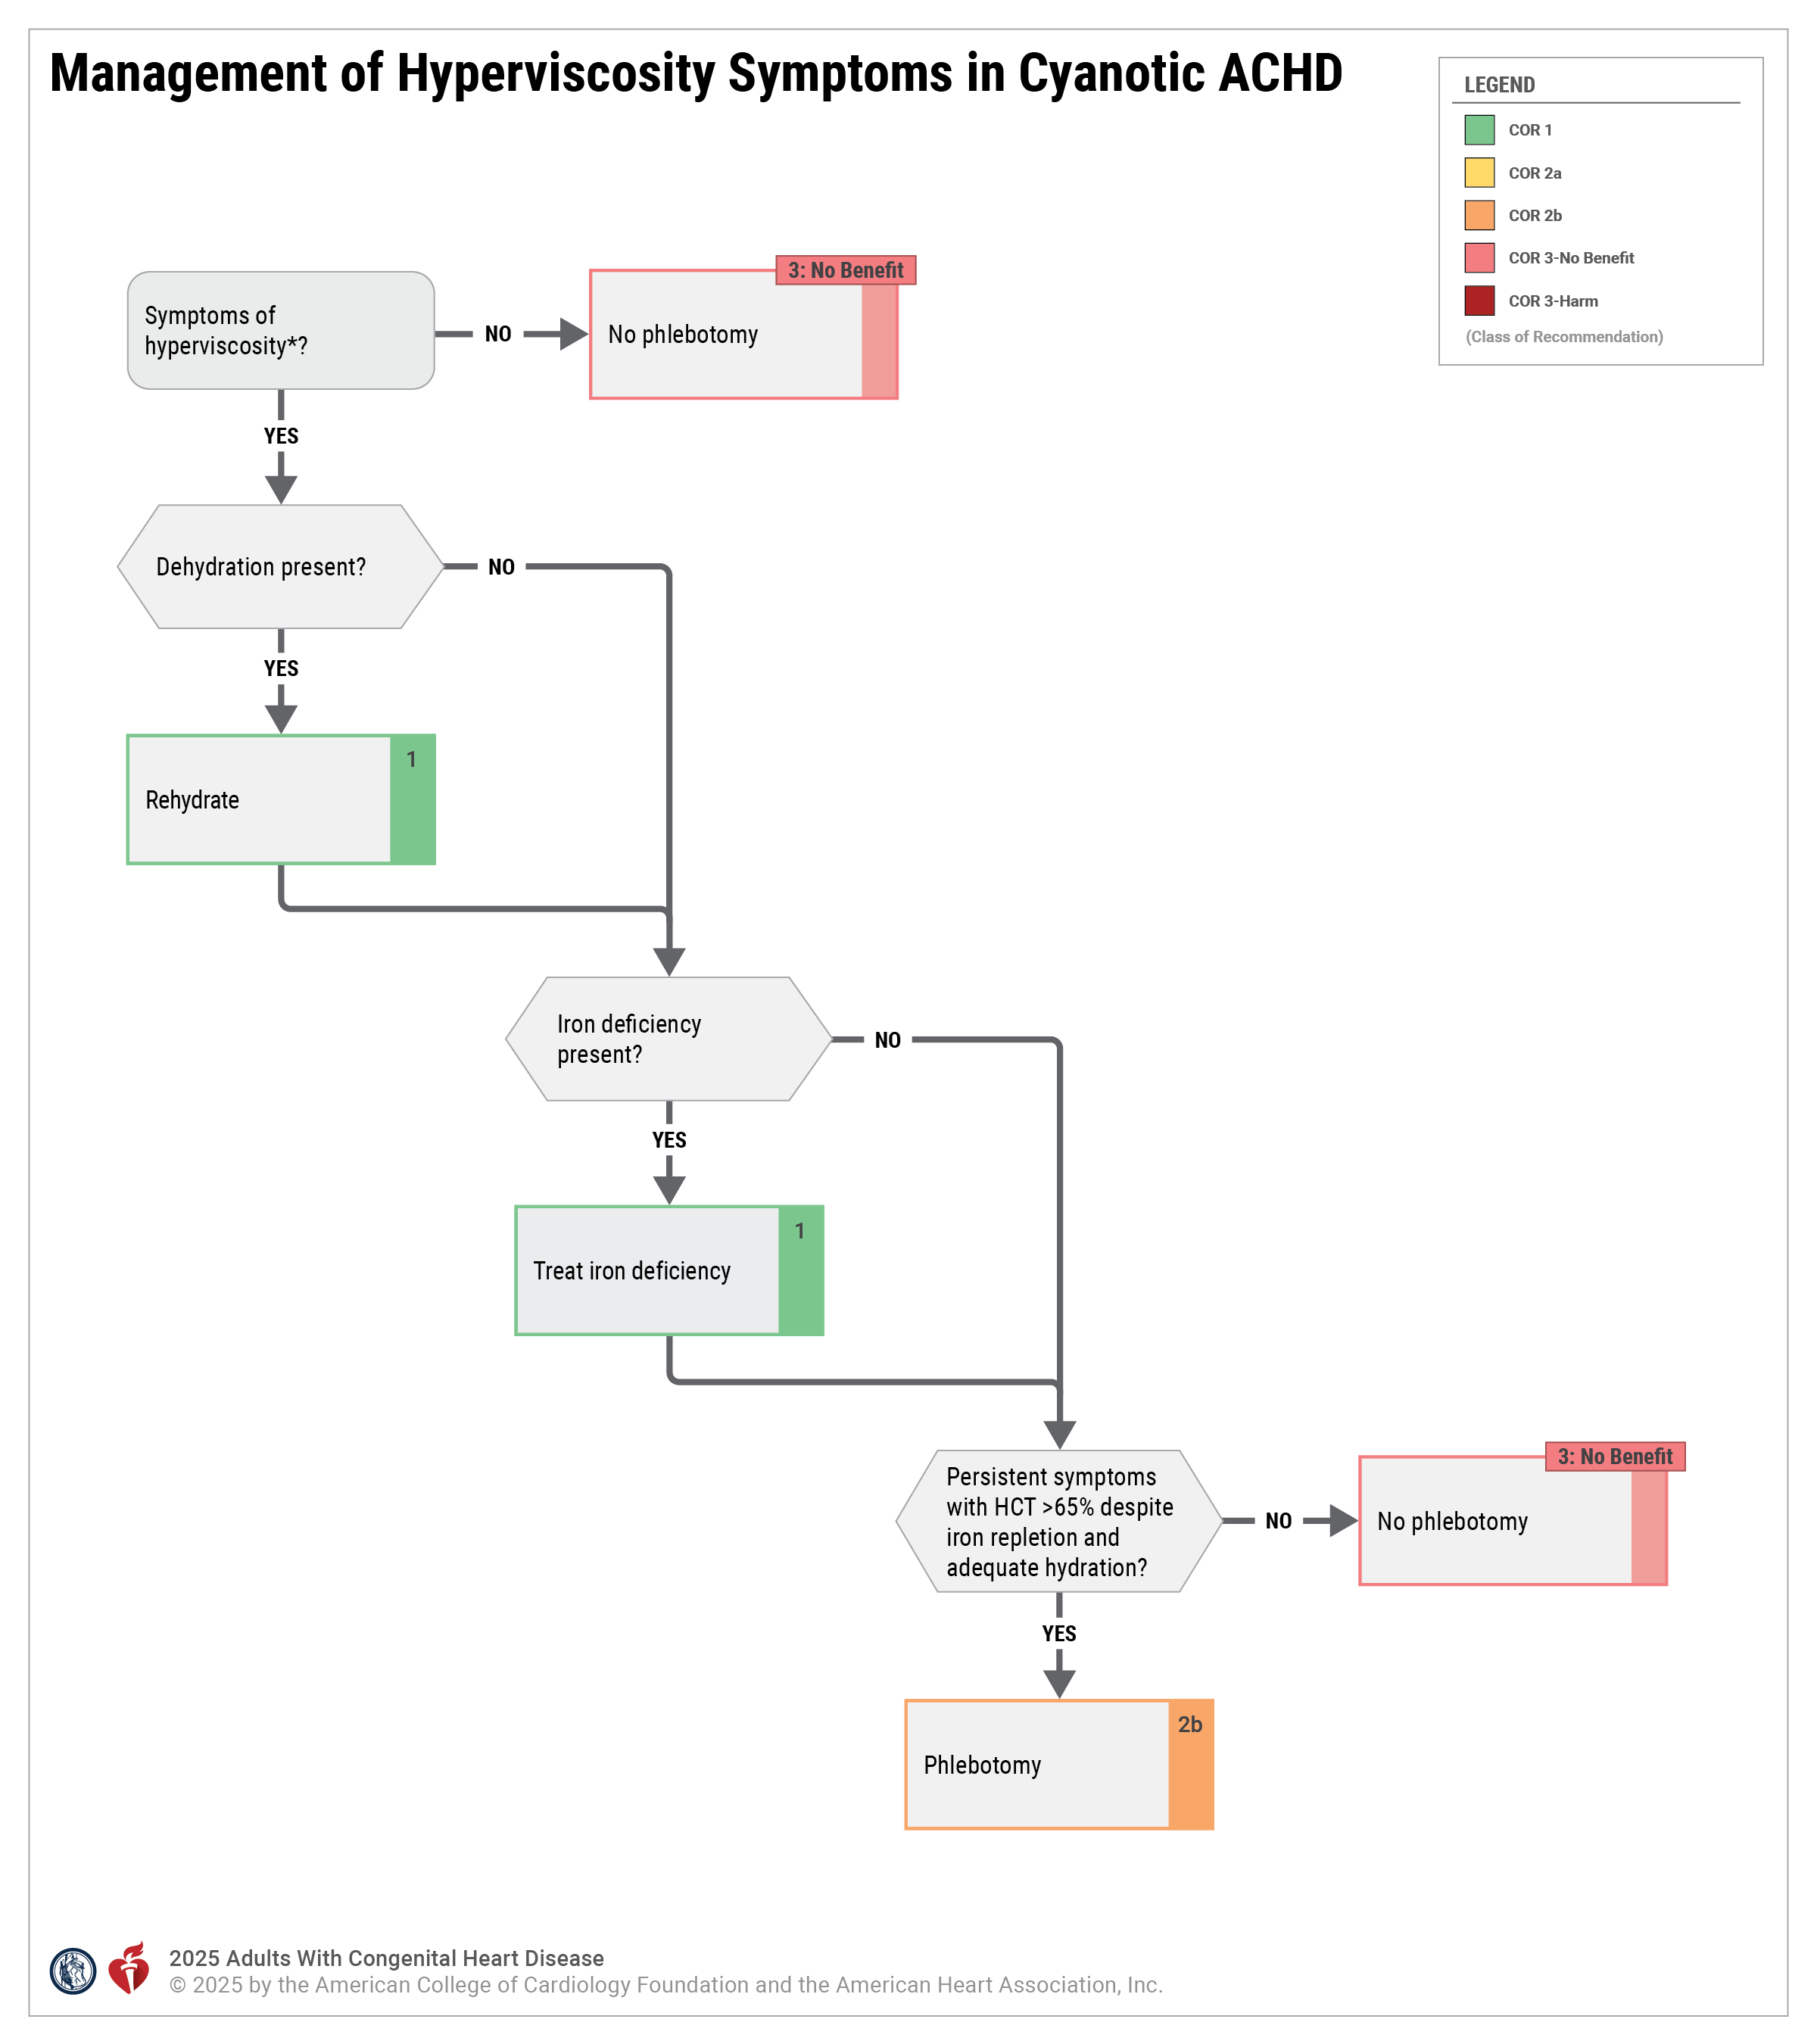 Management of Hyperviscosity Symptoms in Cyanotic ACHD
LEGEND
COR 1
COR 2a
COR 2b
COR 3-No Benefit
COR 3-Harm
(Class of Recommendation)
Symptoms of
hyperviscosity*?
NO
3: No Benefit
No phlebotomy
YES
Dehydration present?
NO
YES
1
Rehydrate
Iron deficiency
present?
NO
YES
1
Treat iron deficiency
Persistent symptoms
with HCT >65% despite
iron repletion and
adequate hydration?
NO
3: No Benefit
No phlebotomy
YES
2b
Phlebotomy
2025 Adults With Congenital Heart Disease
© 2025 by the American College of Cardiology Foundation and the American Heart Association, Inc.